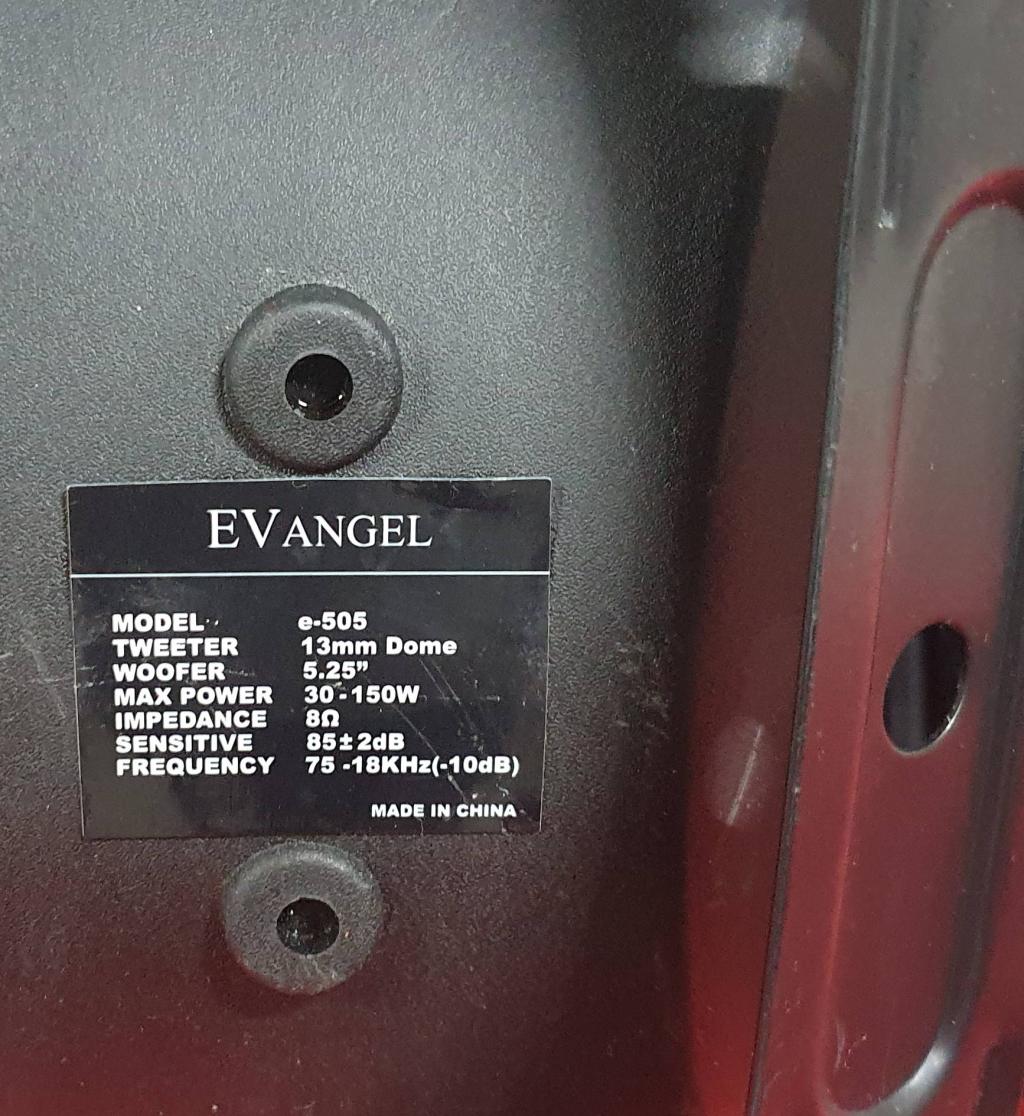 EVANGEL
MODEL e-505
TWEETER 13mm Dome
WOOFER 5.25”
MAX POWER 30-150W
IMPEDANCE 8Ω
SENSITIVE 85±2dB
FREQUENCY 75 -18KHz(-10dB)
MADE IN CHINA